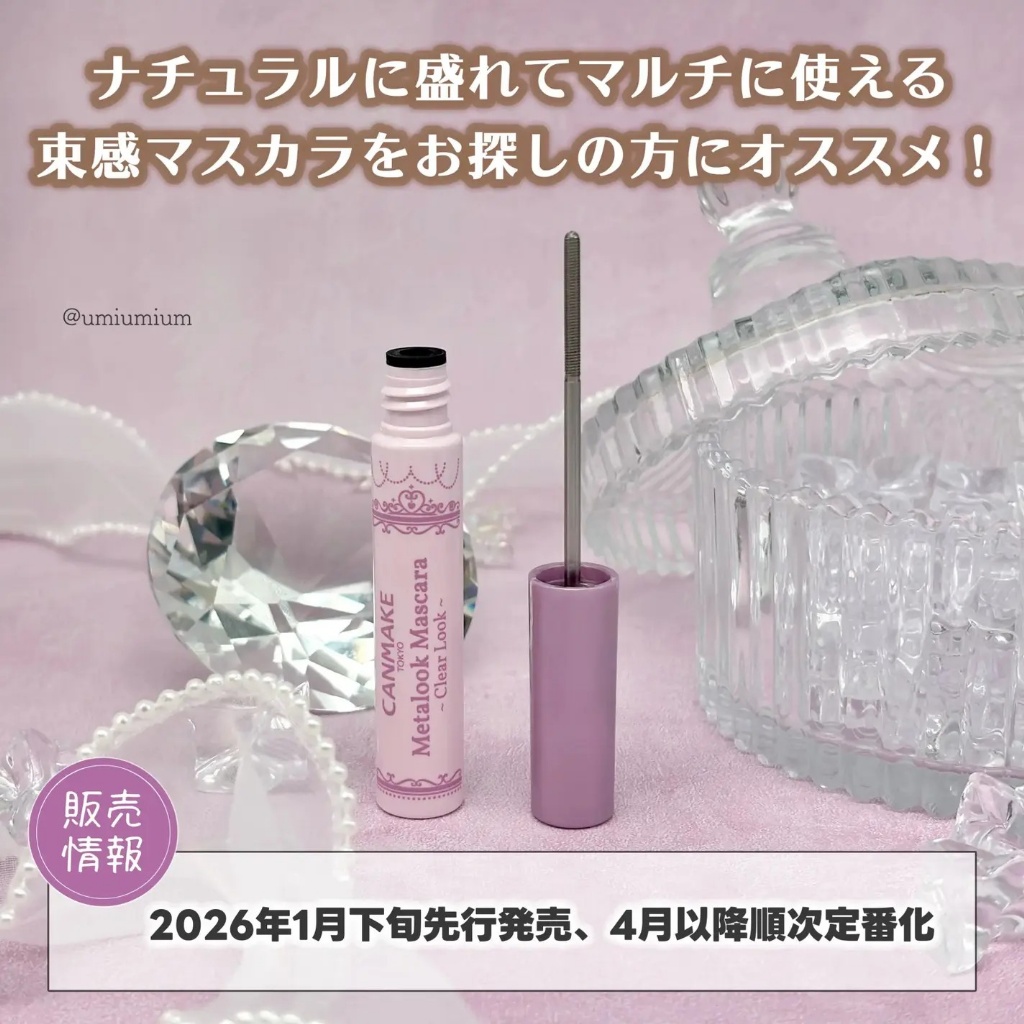 ナチュラルに盛れてマルチに使える
束感マスカラをお探しの方にオススメ！
@umiumium
CANMAKE
TOKYO
Metalook Mascara
~ Clear Look ~
販売
情報
2026年1月下旬先行発売、4月以降順次定番化